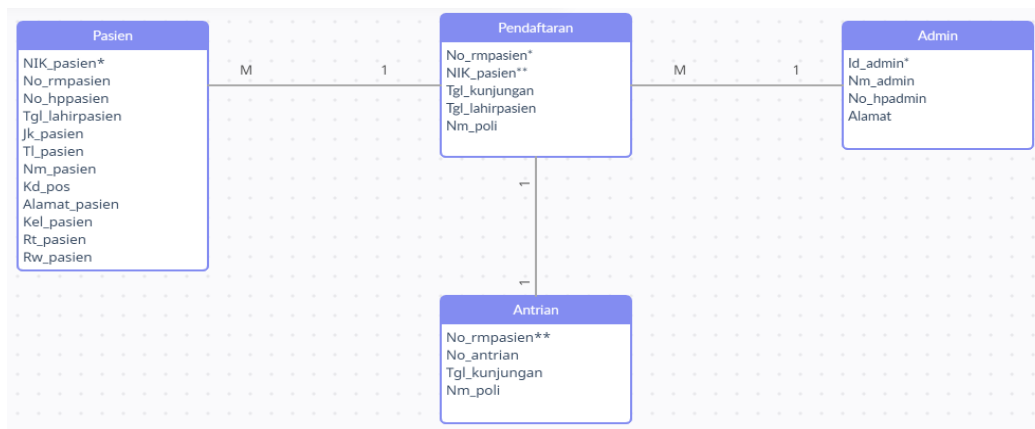 Pasien
NIK_pasien*
No_rmpasien
No_hppasien
Tgl_lahirpasien
Jk_pasien
Tl_pasien
Nm_pasien
Kd_pos
Alamat_pasien
Kel_pasien
Rt_pasien
Rw_pasien
M
1
Pendaftaran
No_rmpasien*
NIK_pasien**
Tgl_kunjungan
Tgl_lahirpasien
Nm_poli
M
1
Admin
Id_admin*
Nm_admin
No_hpadmin
Alamat
1
1
Antrian
No_rmpasien**
No_antrian
Tgl_kunjungan
Nm_poli